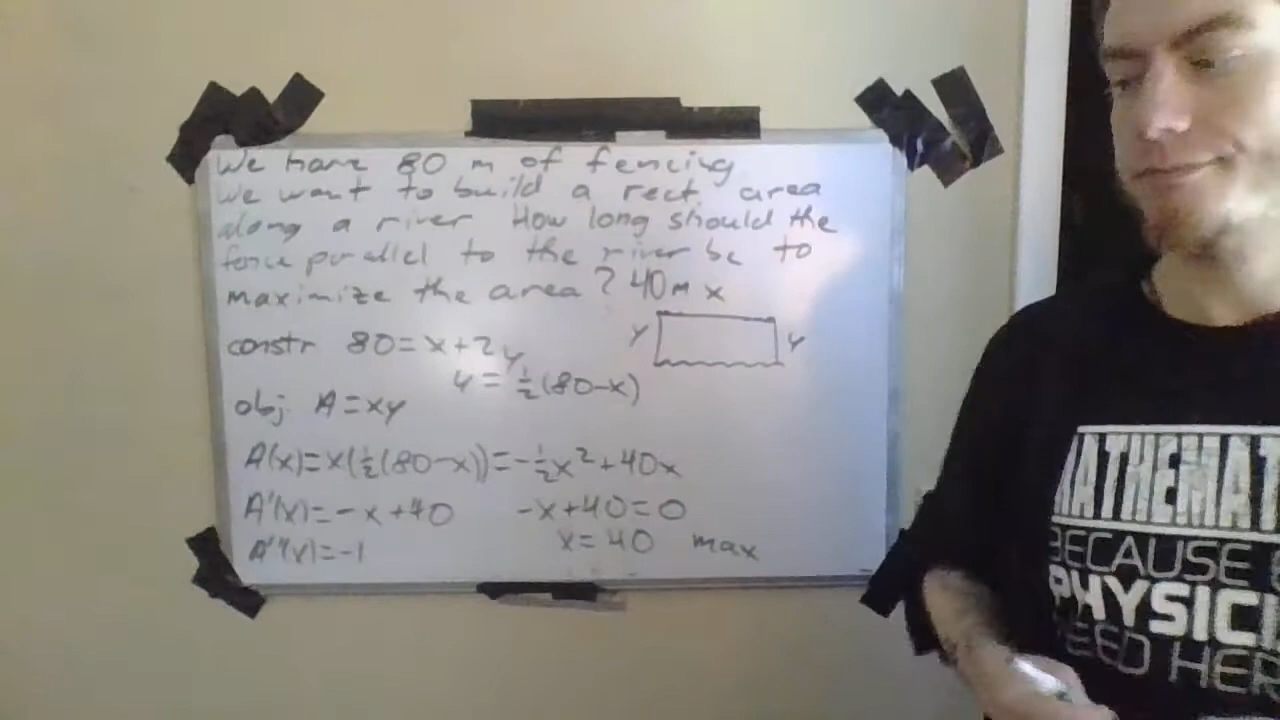 We have 80 m of fencing
We want to build a rect. area
along a river How long should the
fence parallel to the river be to
maximize the area? 40m
x
y
y
constr 80=x+2y
y=½(80-x)
obj. A=xy
A(x)=x(½(80-x))=-½x²+40x
A'(x)=-x+40 -x+40=0
A''(x)=-1 x=40 max
MATHEMAT
BECAUSE
PHYSICI
EED HER